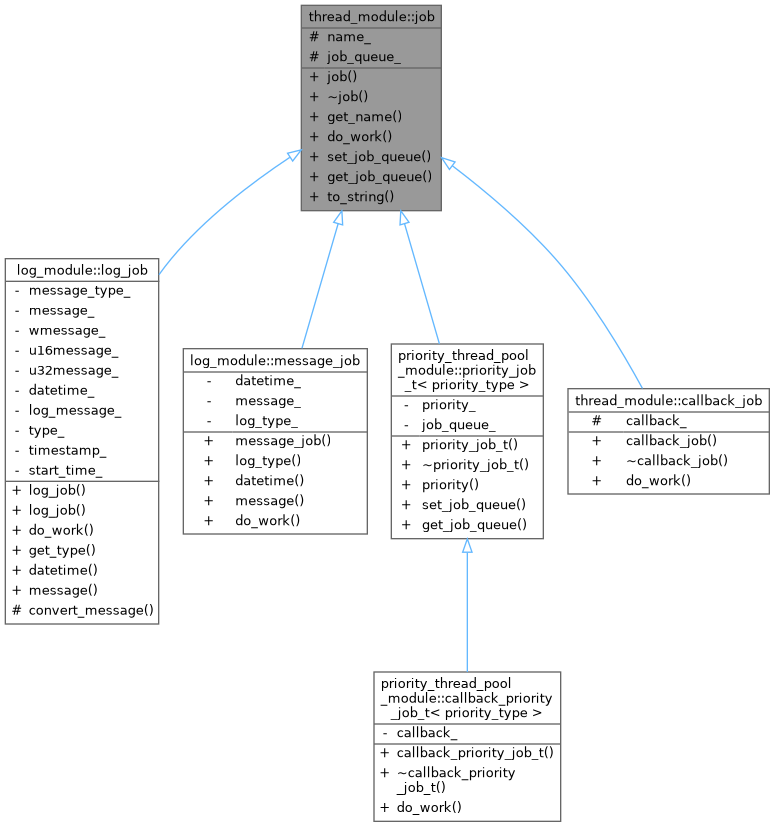 thread_module::job
# name_
# job_queue_
+ job()
+ ~job()
+ get_name()
+ do_work()
+ set_job_queue()
+ get_job_queue()
+ to_string()
log_module::log_job
- message_type_
- message_
- wmessage_
- u16message_
- u32message_
- datetime_
- log_message_
- type_
- timestamp_
- start_time_
+ log_job()
+ log_job()
+ do_work()
+ get_type()
+ datetime()
+ message()
# convert_message()
log_module::message_job
- datetime_
- message_
- log_type_
+ message_job()
+ log_type()
+ datetime()
+ message()
+ do_work()
priority_thread_pool
_module::priority_job
_t< priority_type >
- priority_
- job_queue_
+ priority_job_t()
+ ~priority_job_t()
+ priority()
+ set_job_queue()
+ get_job_queue()
thread_module::callback_job
# callback_
+ callback_job()
+ ~callback_job()
+ do_work()
priority_thread_pool
_module::callback_priority
_job_t< priority_type >
- callback_
+ callback_priority_job_t()
+ ~callback_priority
_job_t()
+ do_work()